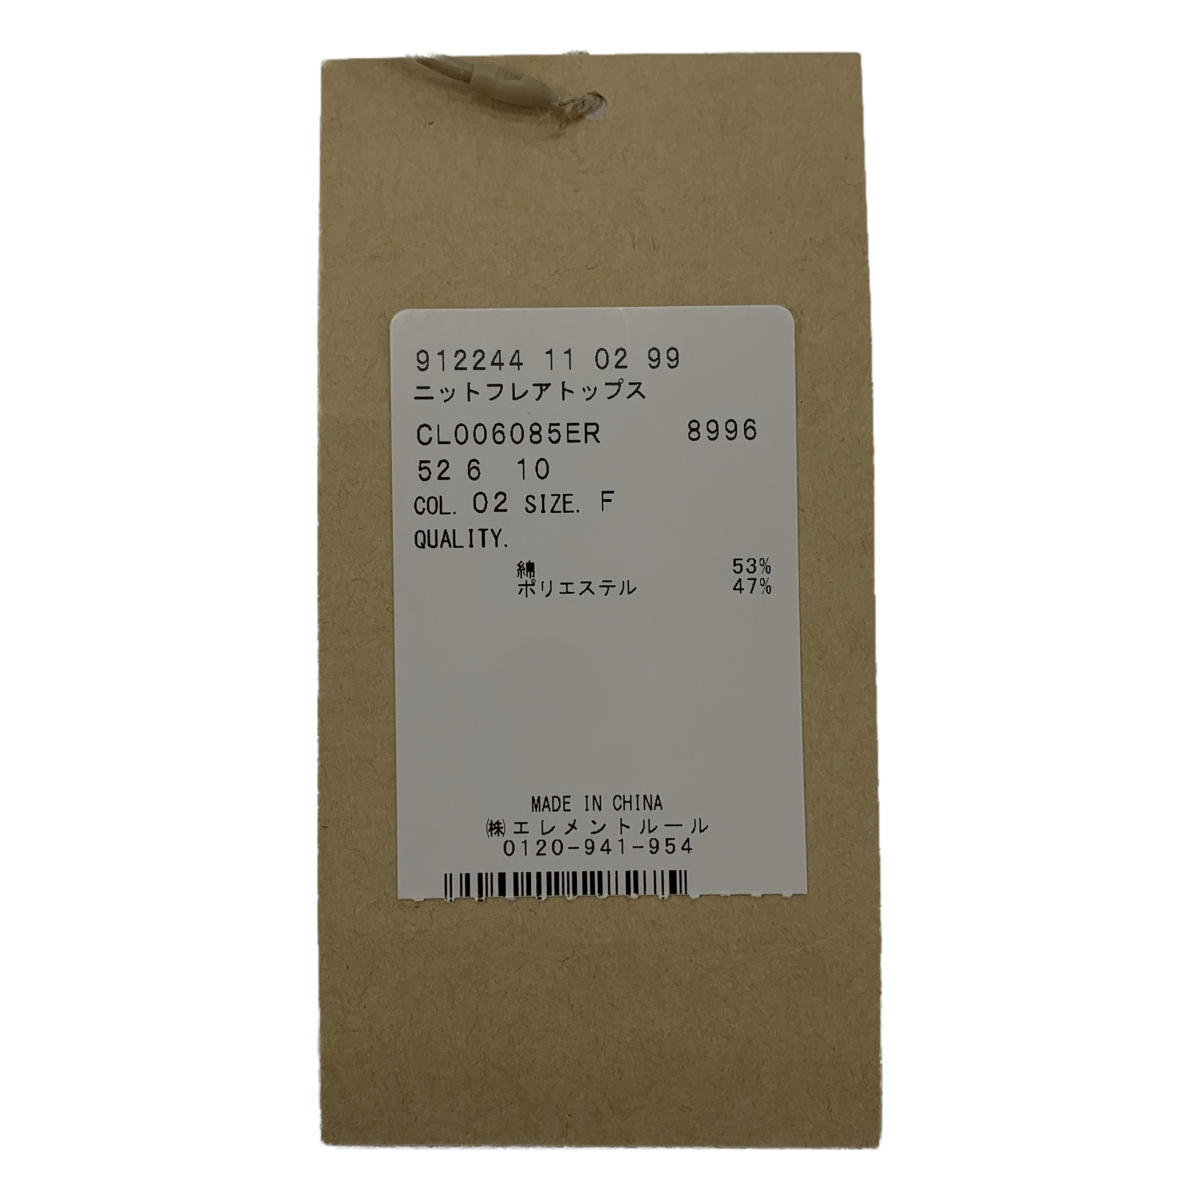 912244 11 02 99
ニットフレアトップス
CL006085ER 8996
52 6 10
COL. 02 SIZE. F
QUALITY.
綿 53%
ポリエステル 47%
MADE IN CHINA
㈱エレメントルール
0120-941-954